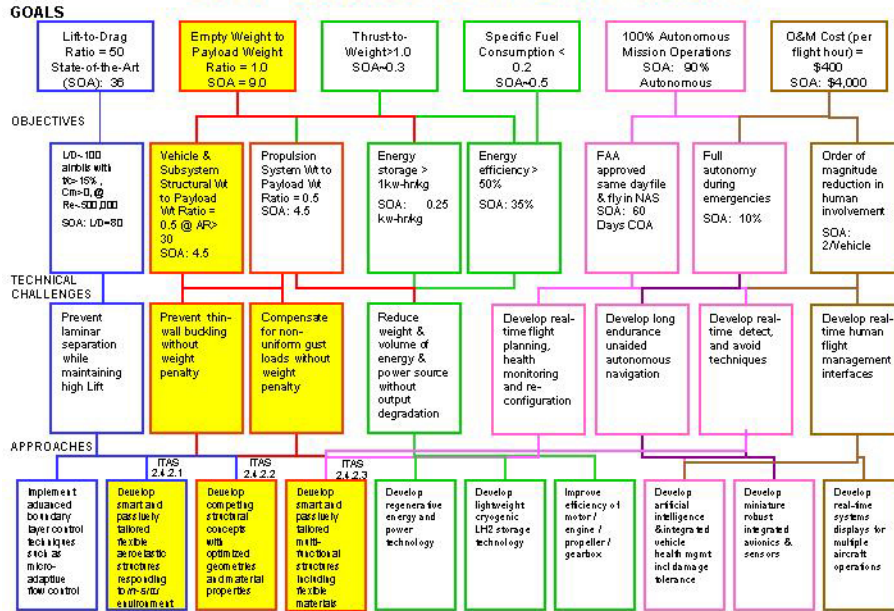 GOALS
Lift-to-Drag
Ratio = 50
State-of-the-Art
(SOA): 36
Empty Weight to
Payload Weight
Ratio = 1.0
SOA = 9.0
Thrust-to-
Weight>1.0
SOA~0.3
Specific Fuel
Consumption <
0.2
SOA~0.5
100% Autonomous
Mission Operations
SOA: 90%
Autonomous
O&M Cost (per
flight hour) =
$400
SOA: $4,000
OBJECTIVES
L/D~100
airfoils with
t/c>15%,
Cm>0, @
Re~500,000
SOA: L/D=80
Vehicle &
Subsystem
Structural Wt
to Payload
Wt Ratio =
0.5 @ AR>
30
SOA: 4.5
Propulsion
System Wt to
Payload Wt
Ratio = 0.5
SOA: 4.5
Energy
storage >
1kw-hr/kg
SOA: 0.25
kw-hr/kg
Energy
efficiency >
50%
SOA: 35%
FAA
approved
same day file
& fly in NAS
SOA: 60
Days COA
Full
autonomy
during
emergencies
SOA: 10%
Order of
magnitude
reduction in
human
involvement
SOA:
2/Vehicle
TECHNICAL
CHALLENGES
Prevent
laminar
separation
while
maintaining
high Lift
Prevent thin-
wall buckling
without
weight
penalty
Compensate
for non-
uniform gust
loads without
weight
penalty
Reduce
weight &
volume of
energy &
power source
without
output
degradation
Develop real-
time flight
planning,
health
monitoring
and re-
configuration
Develop long
endurance
unaided
autonomous
navigation
Develop real-
time detect,
and avoid
techniques
Develop real-
time human
flight
management
interfaces
APPROACHES
ITAS
2.4.2.1
ITAS
2.4.2.2
ITAS
2.4.2.3
Implement
advanced
boundary
layer control
techniques
such as
micro-
adaptive
flow control
Develop
smart and
passively
tailored
flexible
aeroelastic
structures
responding
to in-situ
environment
Develop
competing
structural
concepts
with
optimized
geometries
and material
properties
Develop
smart and
passively
tailored
multi-
functional
structures
including
flexible
materials
Develop
regenerative
energy and
power
technology
Develop
lightweight
cryogenic
LH2 storage
technology
Improve
efficiency of
motor /
engine /
propeller /
gearbox
Develop
artificial
intelligence
& integrated
vehicle
health mgmt
incl damage
tolerance
Develop
miniature
robust
integrated
avionics &
sensors
Develop
real-time
systems
displays for
multiple
aircraft
operations